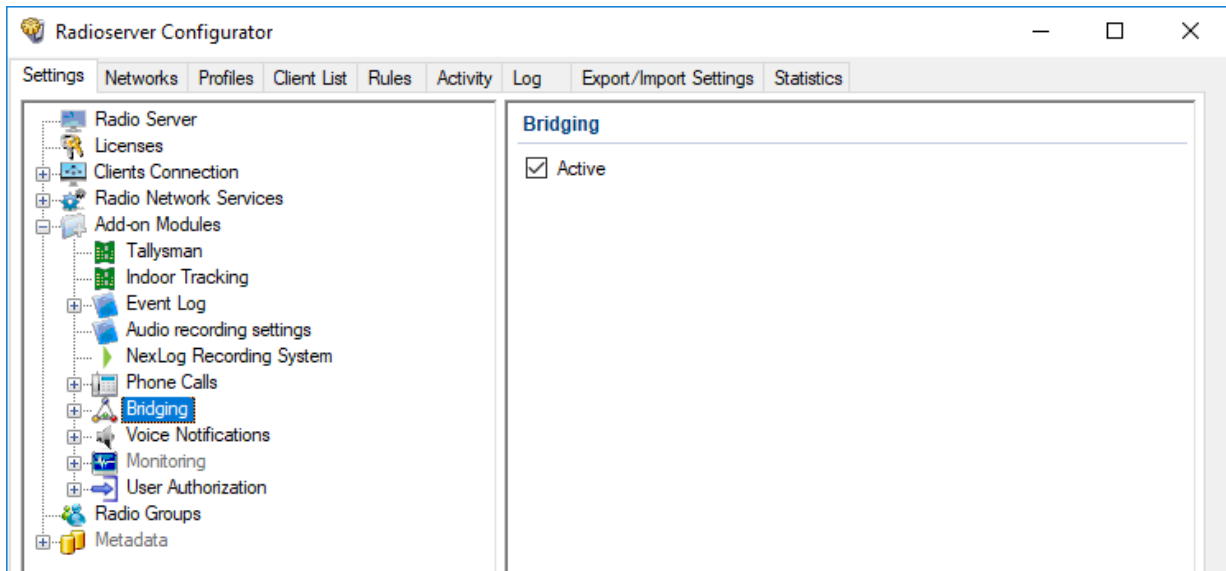 Radioserver Configurator
Settings Networks Profiles Client List Rules Activity Log Export/Import Settings Statistics
Radio Server
Licenses
Clients Connection
Radio Network Services
Add-on Modules
Tallysman
Indoor Tracking
Event Log
Audio recording settings
NexLog Recording System
Phone Calls
Bridging
Voice Notifications
Monitoring
User Authorization
Radio Groups
Metadata
Bridging
Active